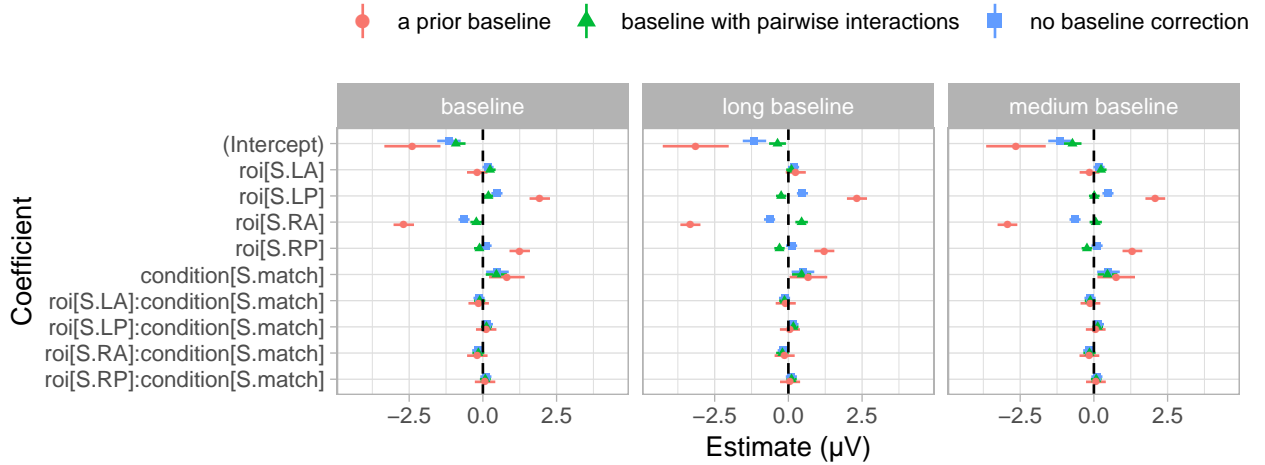 a prior baseline baseline with pairwise interactions no baseline correction
baseline long baseline medium baseline
Coefficient
(Intercept)
roi[S.LA]
roi[S.LP]
roi[S.RA]
roi[S.RP]
condition[S.match]
roi[S.LA]:condition[S.match]
roi[S.LP]:condition[S.match]
roi[S.RA]:condition[S.match]
roi[S.RP]:condition[S.match]
−2.5 0.0 2.5 −2.5 0.0 2.5 −2.5 0.0 2.5
Estimate (μV)